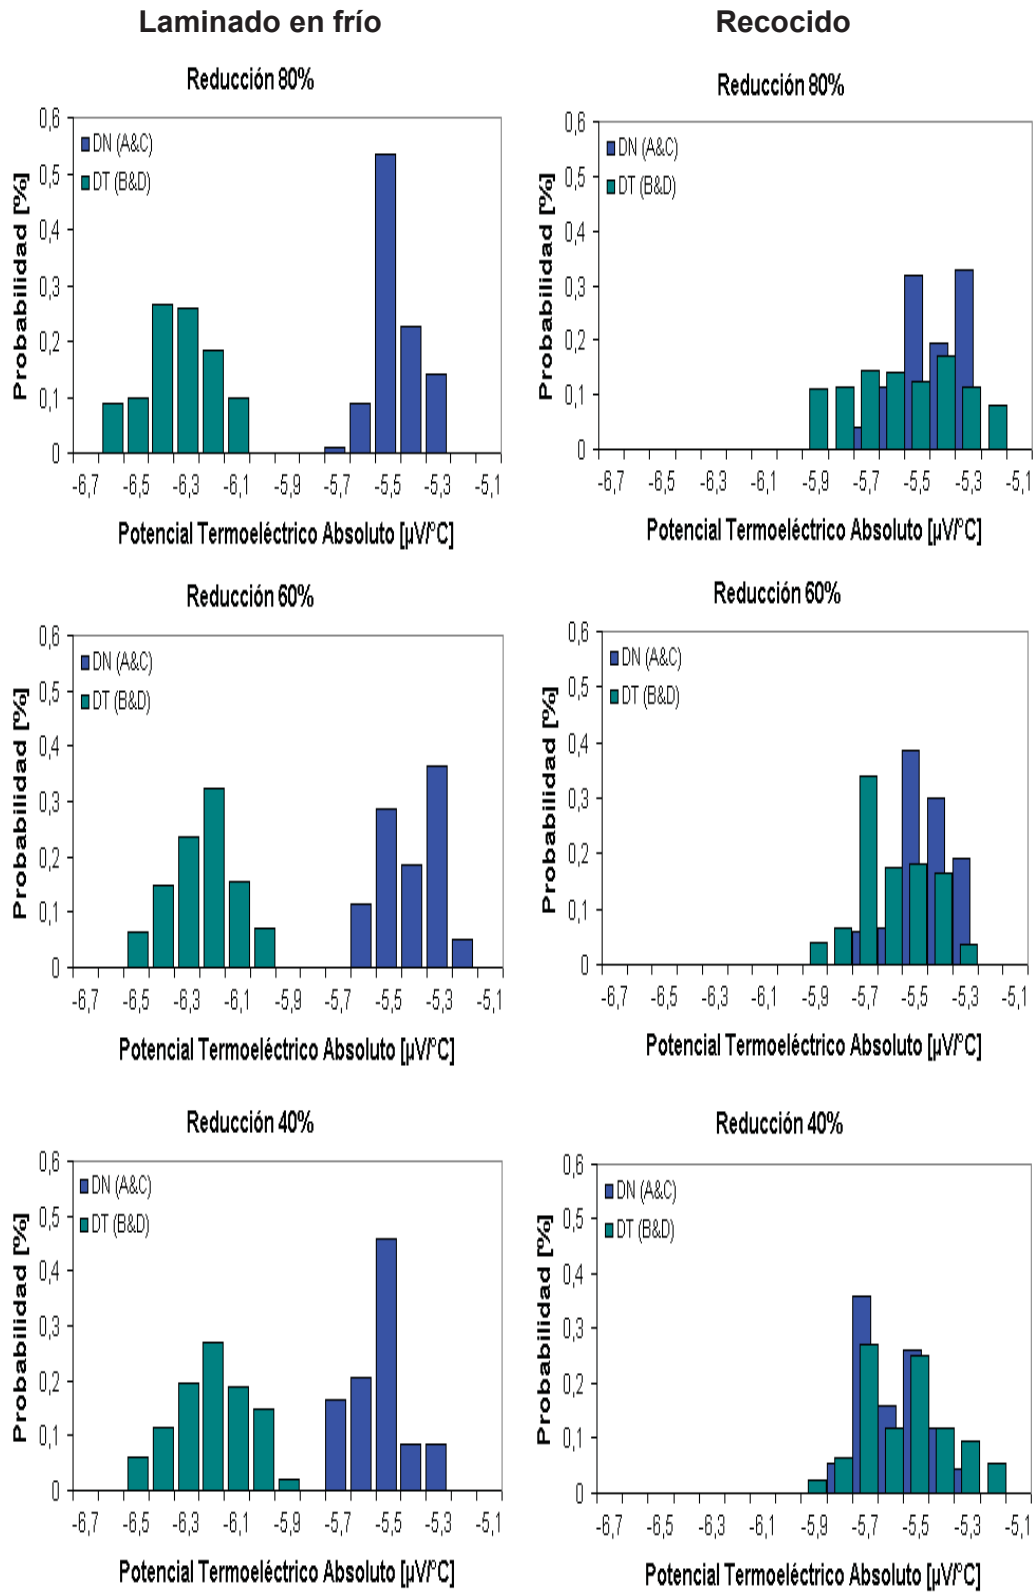 Laminado en frío
Recocido
Reducción 80%
0,6
0,5
0,4
0,3
0,2
0,1
0
DN (A&C)
DT (B&D)
Probabilidad [%]
-6,7 -6,5 -6,3 -6,1 -5,9 -5,7 -5,5 -5,3 -5,1
Potencial Termoeléctrico Absoluto [µV/°C]
Reducción 80%
0,6
0,5
0,4
0,3
0,2
0,1
0
DN (A&C)
DT (B&D)
Probabilidad [%]
-6,7 -6,5 -6,3 -6,1 -5,9 -5,7 -5,5 -5,3 -5,1
Potencial Termoeléctrico Absoluto [µV/°C]
Reducción 60%
0,6
0,5
0,4
0,3
0,2
0,1
0
DN (A&C)
DT (B&D)
Probabilidad [%]
-6,7 -6,5 -6,3 -6,1 -5,9 -5,7 -5,5 -5,3 -5,1
Potencial Termoeléctrico Absoluto [µV/°C]
Reducción 60%
0,6
0,5
0,4
0,3
0,2
0,1
0
DN (A&C)
DT (B&D)
Probabilidad [%]
-6,7 -6,5 -6,3 -6,1 -5,9 -5,7 -5,5 -5,3 -5,1
Potencial Termoeléctrico Absoluto [µV/°C]
Reducción 40%
0,6
0,5
0,4
0,3
0,2
0,1
0
DN (A&C)
DT (B&D)
Probabilidad [%]
-6,7 -6,5 -6,3 -6,1 -5,9 -5,7 -5,5 -5,3 -5,1
Potencial Termoeléctrico Absoluto [µV/°C]
Reducción 40%
0,6
0,5
0,4
0,3
0,2
0,1
0
DN (A&C)
DT (B&D)
Probabilidad [%]
-6,7 -6,5 -6,3 -6,1 -5,9 -5,7 -5,5 -5,3 -5,1
Potencial Termoeléctrico Absoluto [µV/°C]